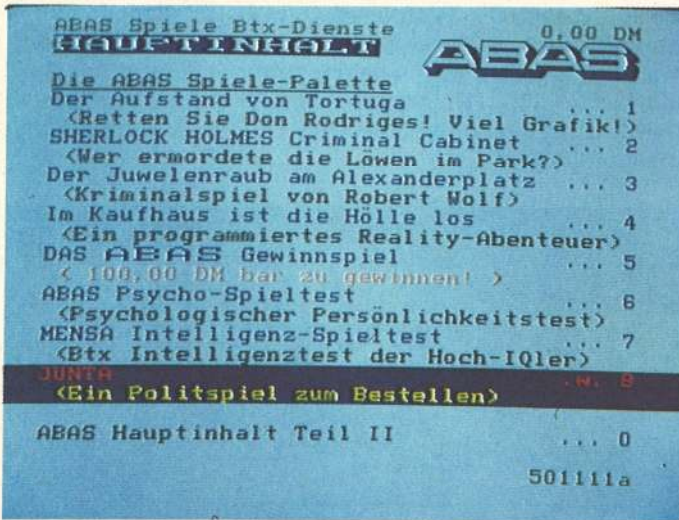 ABAS Spiele Btx-Dienste 0,00 DM
HAUPTINHALT ABAS
Die ABAS Spiele-Palette
Der Aufstand von Tortuga ... 1
<Retten Sie Don Rodriges! Viel Grafik!>
SHERLOCK HOLMES Criminal Cabinet ... 2
<Wer ermordete die Löwen im Park?>
Der Juwelenraub am Alexanderplatz ... 3
<Kriminalspiel von Robert Wolf>
Im Kaufhaus ist die Hölle los ... 4
<Ein programmiertes Reality-Abenteuer>
DAS ABAS Gewinnspiel ... 5
< 100,00 DM bar zu gewinnen! >
ABAS Psycho-Spieltest ... 6
<Psychologischer Persönlichkeitstest>
MENSA Intelligenz-Spieltest ... 7
<Btx Intelligenztest der Hoch-IQler>
JUNTA
<Ein Politspiel zum Bestellen>
ABAS Hauptinhalt Teil II ... 0
501111a